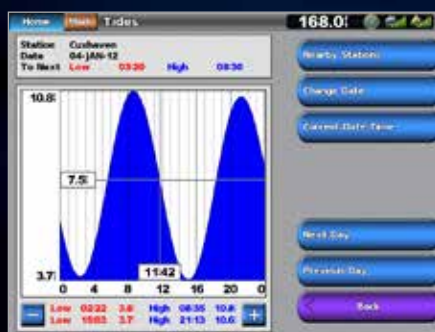 Home Main Tides 168.0
Station Cuxhaven
Date 04-JAN-12
To Next Low 03:20 High 08:30
Nearby Stations
Change Date
Current Date/Time
Next Day
Previous Day
Back
10.8
7.5
3.7
11:42
0 4 8 12 16 20 0
Low 02:22 3.8 High 08:35 10.8
Low 15:03 3.7 High 21:13 10.6